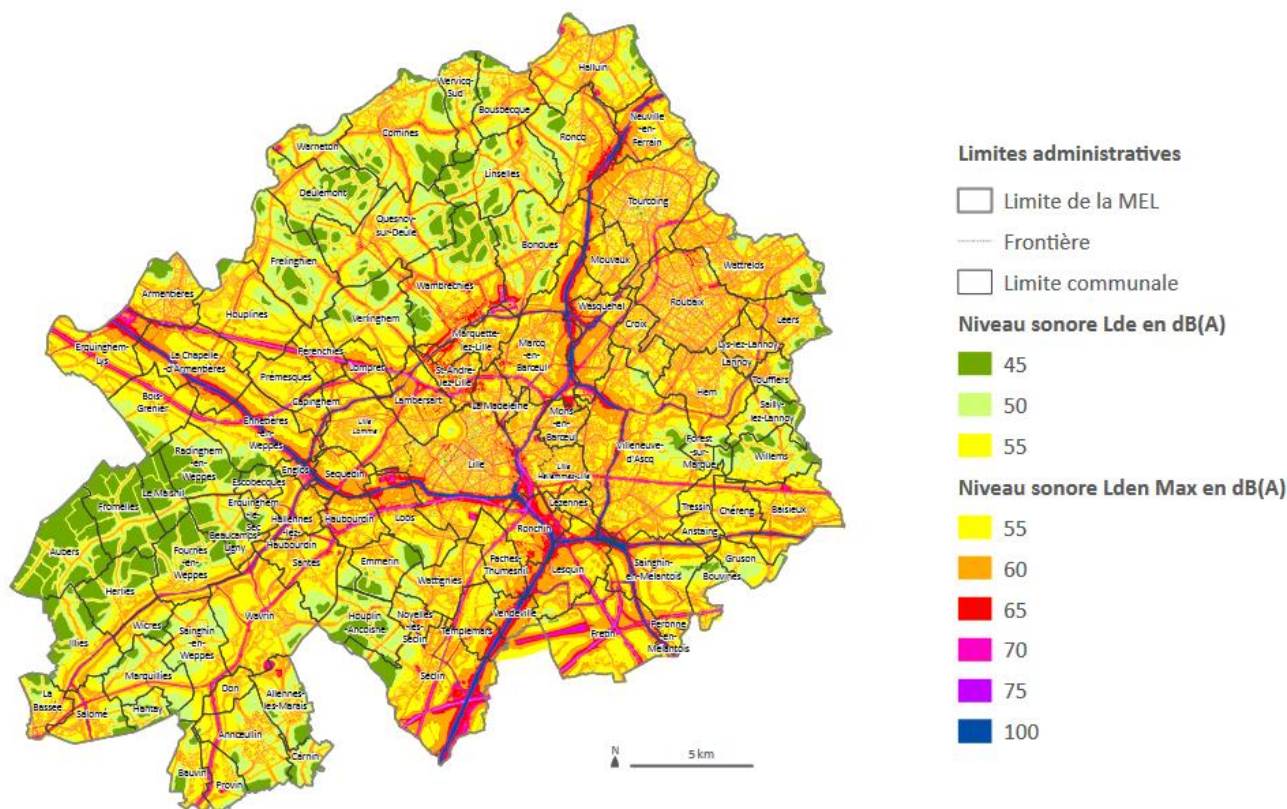 Halluin
Wervicq-
Sud
Bousbecque
Neuville
-en-
Ferrain
Comines
Roncq
Warneton
Linselles
Deûlemont
Tourcoing
Quesnoy-
sur-Deûle
Bondues
Mouvaux
Wattrelos
Frelinghien
Wambrechies
Armentières
Roubaix
Wasquehal
Houplines
Verlinghem
Croix
Leers
Marquette-
lez-Lille
Marcq
-en-
Barœul
Erquinghem-
Lys
La Chapelle
-d'Armentières
Pérenchies
Lys-lez-Lannoy
Lannoy
Prémesques
Lompret
St-André-
lez-Lille
Hem
Toufflers
Bois-
Grenier
Capinghem
Lambersart
La Madeleine
Sailly-
lez-Lannoy
Mons-
en-
Barœul
Ennetières
-en-
Weppes
Lille
Lomme
Villeneuve-
d'Ascq
Forest
-sur-
Marque
Willems
Radinghem
-en-
Weppes
Lille
Lille
Hellemmes-Lille
Englos
Sequedin
Escobecques
Le Maisnil
Fromelles
Erquinghem
-le-
Sec
Lezennes
Tressin
Chéreng
Baisieux
Hallennes
-lez-
Haubourdin
Haubourdin
Loos
Ronchin
Anstaing
Beaucamps-
Ligny
Aubers
Fournes
-en-
Weppes
Santes
Emmerin
Faches-
Thumesnil
Lesquin
Sainghin-
en-Mélantois
Gruson
Bouvines
Wattignies
Herlies
Houplin
-Ancoisne
Noyelles
-lès-
Seclin
Vendeville
Wavrin
Wicres
Templemars
Fretin
Péronne-
en-
Mélantois
Illies
Sainghin
-en-
Weppes
Seclin
Marquillies
La
Bassée
Don
Allennes-
les-Marais
Salomé
Hantay
Annœullin
Carnin
Bauvin
Provin
N
5 km
Limites administratives
Limite de la MEL
Frontière
Limite communale
Niveau sonore Lde en dB(A)
45
50
55
Niveau sonore Lden Max en dB(A)
55
60
65
70
75
100